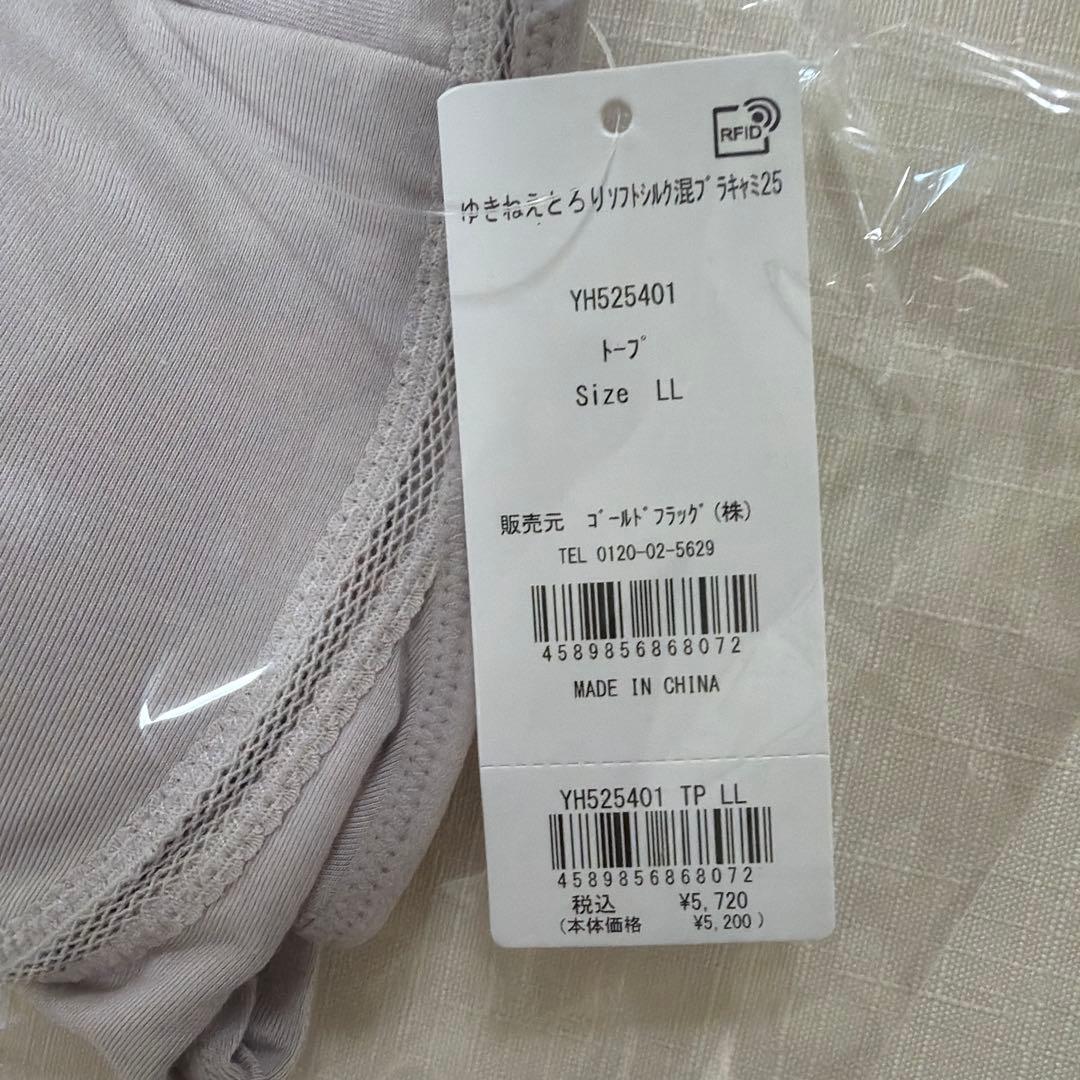 RFID
ゆきねえとろりｿﾌﾄｼﾙｸ混ﾌﾞﾗｷｬﾐ25
YH525401
ﾄｰﾌﾟ
Size LL
販売元 ｺﾞｰﾙﾄﾞﾌﾗｯｸﾞ(株)
TEL 0120-02-5629
4589856868072
MADE IN CHINA
YH525401 TP LL
4589856868072
税込 ¥5,720
(本体価格 ¥5,200 )